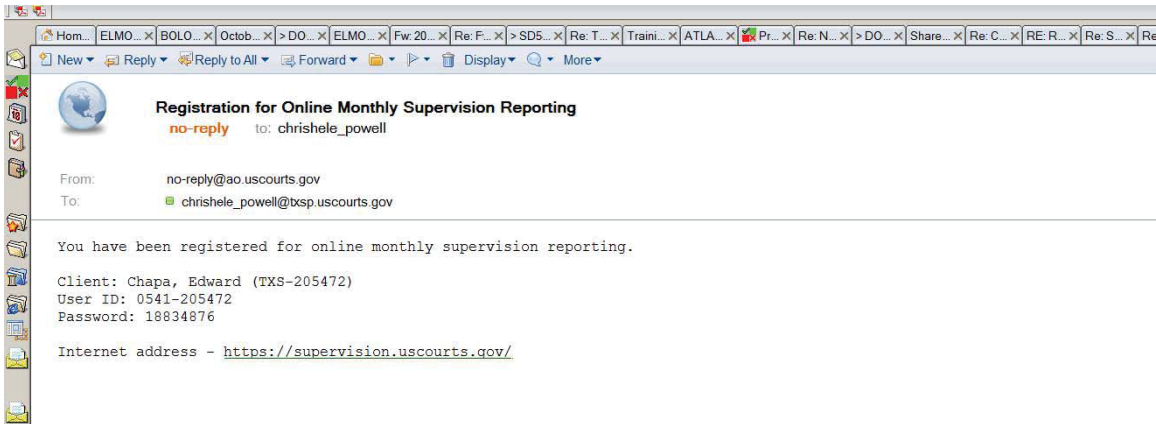 Hom... ELMO... BOLO... Octob... > DO... ELMO... Fw: 20... Re: F:... > SD5... Re: T... Traini... ATLA... Pr... Re: N... > DO... Share... Re: C... RE: R... Re: S... Re
New Reply Reply to All Forward Display More
Registration for Online Monthly Supervision Reporting
no-reply to: chrishele_powell
From: no-reply@ao.uscourts.gov
To: chrishele_powell@txsp.uscourts.gov
You have been registered for online monthly supervision reporting.
Client: Chapa, Edward (TXS-205472)
User ID: 0541-205472
Password: 18834876
Internet address - https://supervision.uscourts.gov/